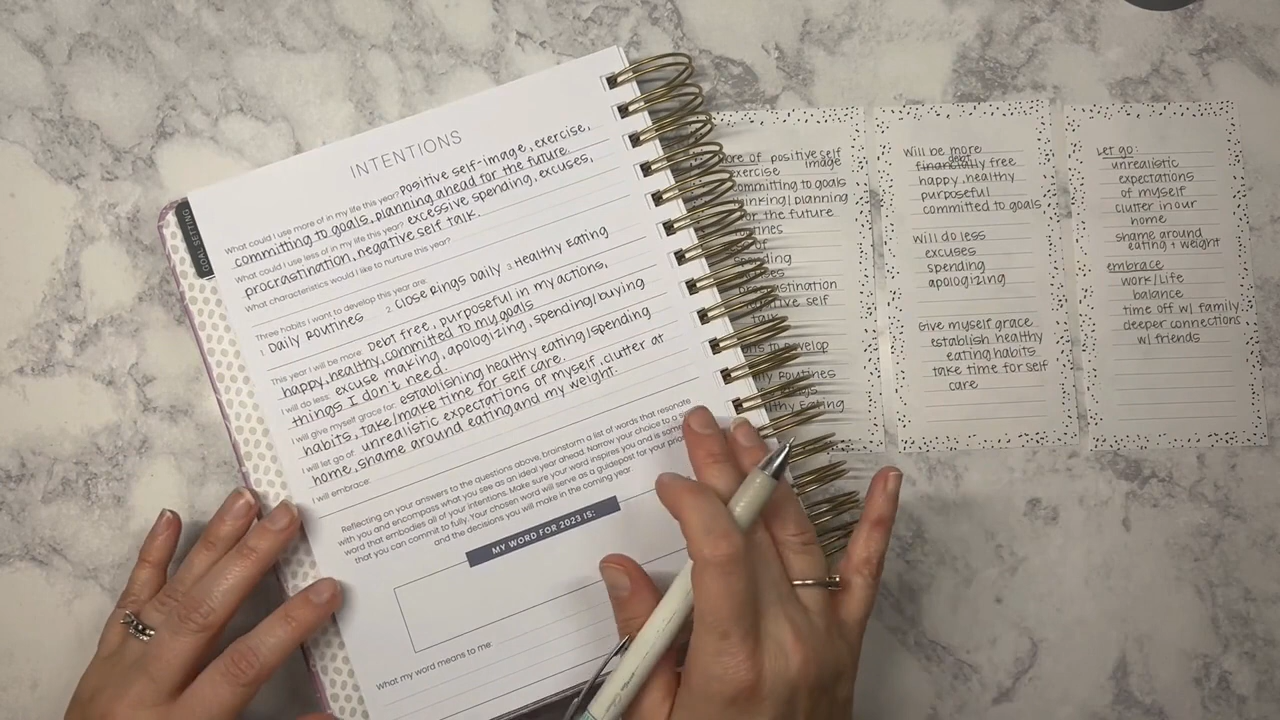 GOAL SETTING
INTENTIONS
What could I use more of in my life this year? Positive self-image, exercise,
committing to goals, planning ahead for the future.
What could I use less of in my life this year? excessive spending, excuses,
procrastination, negative self talk.
What characteristics would I like to nurture this year?
Three habits I want to develop this year are:
1. Daily Routines 2. Close Rings Daily 3. Healthy Eating
This year I will be more: Debt free, purposeful in my actions,
happy, healthy, committed to my goals
I will do less: excuse making, apologizing, spending/buying
things I don't need.
I will give myself grace for: establishing healthy eating/spending
habits, take/make time for self care.
I will let go of: unrealistic expectations of myself, clutter at
home, shame around eating and my weight.
I will embrace:
Reflecting on your answers to the questions above, brainstorm a list of words that resonate
with you and encompass what you see as an ideal year ahead. Narrow your choice to a
word that embodies all of your intentions. Make sure your word inspires you and is
that you can commit to fully. Your chosen word will serve as a guidepost for your
and the decisions you will make in the coming year.
MY WORD FOR 2023 IS:
What my word means to me:
more of positive self
image
exercise
committing to goals
thinking/planning
for the future
routines
spending
procrastination
negative self
talk
to develop
Routines
Healthy Eating
Will be more
debt
financially free
happy, healthy
purposeful
committed to goals
Will do less
excuses
spending
apologizing
Give myself grace
establish healthy
eating habits
take time for self
care
Let go:
unrealistic
expectations
of myself
clutter in our
home
shame around
eating + weight
embrace
work/life
balance
time off w/ family
deeper connections
w/ friends